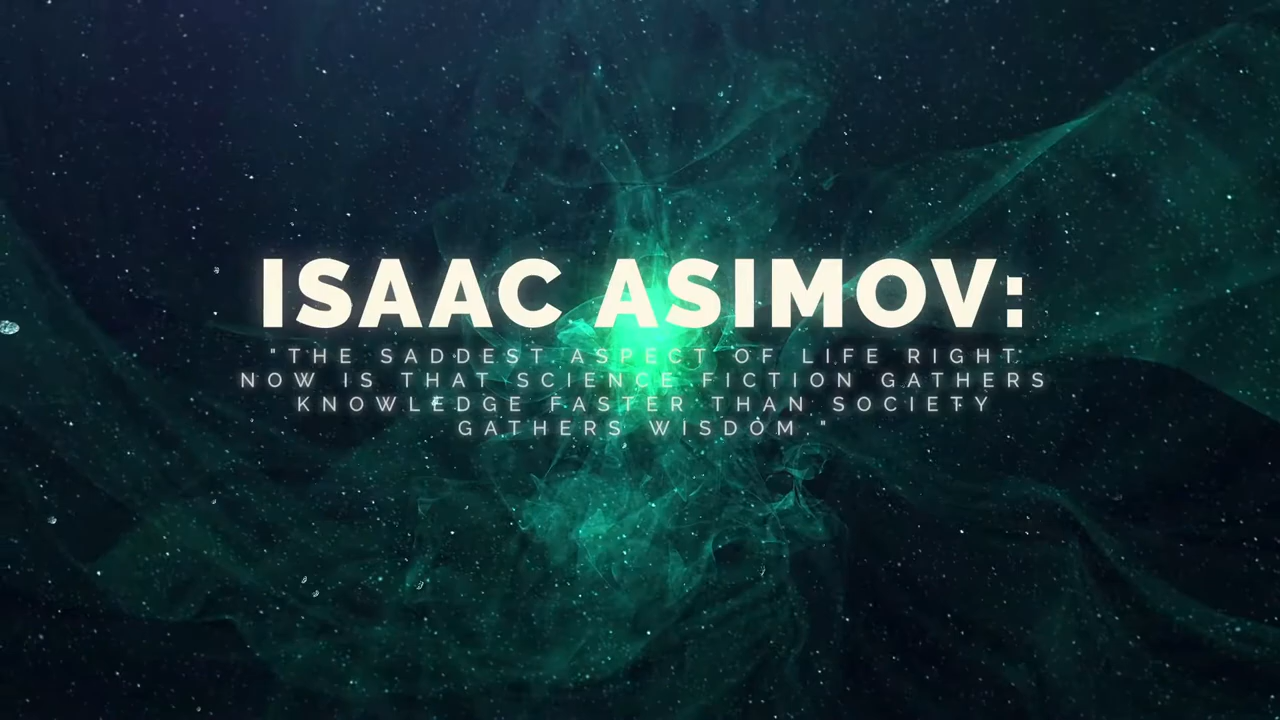 ISAAC ASIMOV:
"THE SADDEST ASPECT OF LIFE RIGHT
NOW IS THAT SCIENCE FICTION GATHERS
KNOWLEDGE FASTER THAN SOCIETY
GATHERS WISDOM."